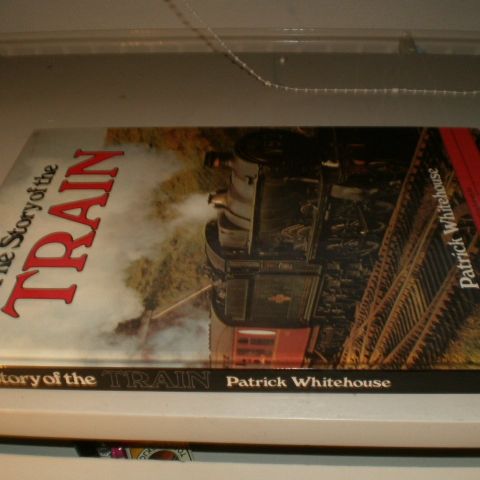 The Story of the
TRAIN
Patrick Whitehouse
Story of the TRAIN Patrick Whitehouse